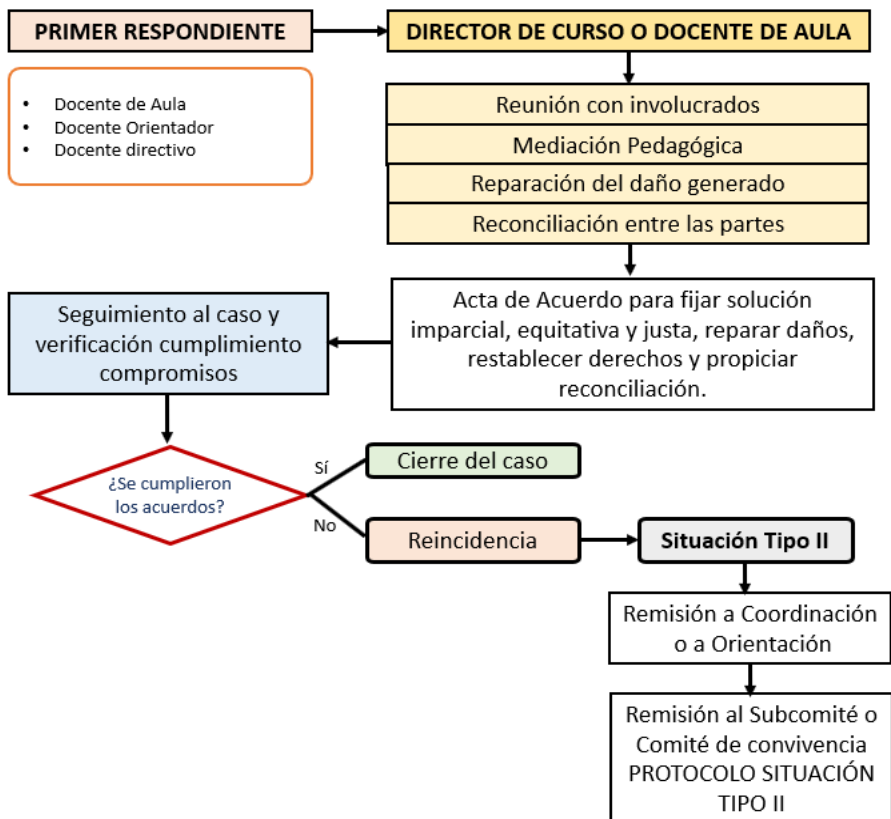 PRIMER RESPONDIENTE
DIRECTOR DE CURSO O DOCENTE DE AULA
• Docente de Aula
• Docente Orientador
• Docente directivo
Reunión con involucrados
Mediación Pedagógica
Reparación del daño generado
Reconciliación entre las partes
Acta de Acuerdo para fijar solución
imparcial, equitativa y justa, reparar daños,
restablecer derechos y propiciar
reconciliación.
Seguimiento al caso y
verificación cumplimiento
compromisos
¿Se cumplieron
los acuerdos?
Sí
Cierre del caso
No
Reincidencia
Situación Tipo II
Remisión a Coordinación
o a Orientación
Remisión al Subcomité o
Comité de convivencia
PROTOCOLO SITUACIÓN
TIPO II